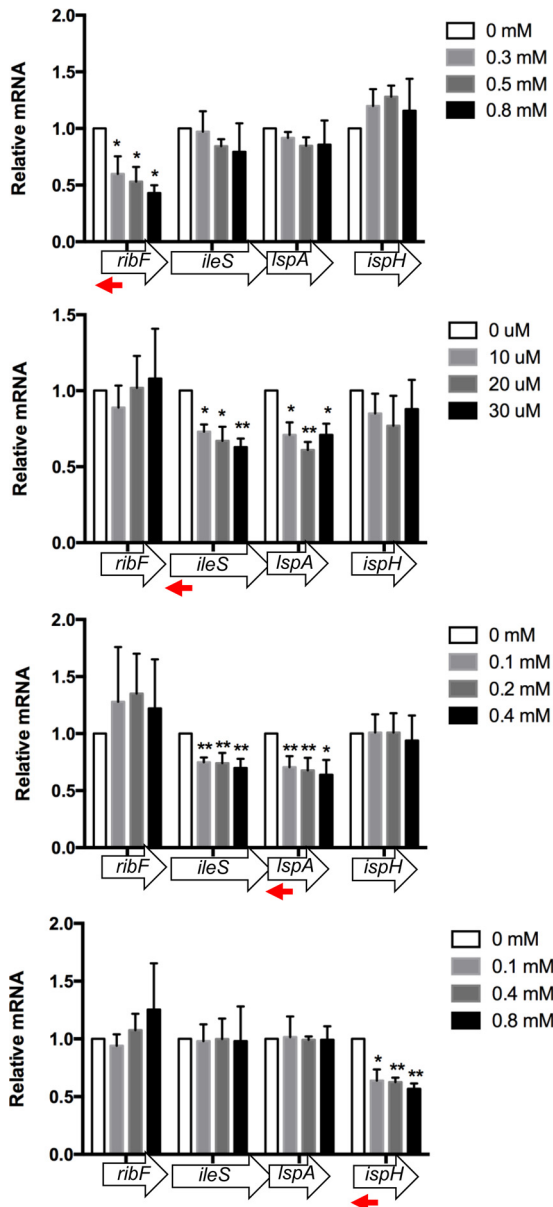 2.0
1.5
1.0
0.5
0.0
Relative mRNA
* * *
ribF ileS lspA ispH
0 mM
0.3 mM
0.5 mM
0.8 mM
1.5
1.0
0.5
0.0
Relative mRNA
* * ** * ** *
ribF ileS lspA ispH
0 uM
10 uM
20 uM
30 uM
2.0
1.5
1.0
0.5
0.0
Relative mRNA
** ** ** ** ** *
ribF ileS lspA ispH
0 mM
0.1 mM
0.2 mM
0.4 mM
2.0
1.5
1.0
0.5
0.0
Relative mRNA
* ** **
ribF ileS lspA ispH
0 mM
0.1 mM
0.4 mM
0.8 mM